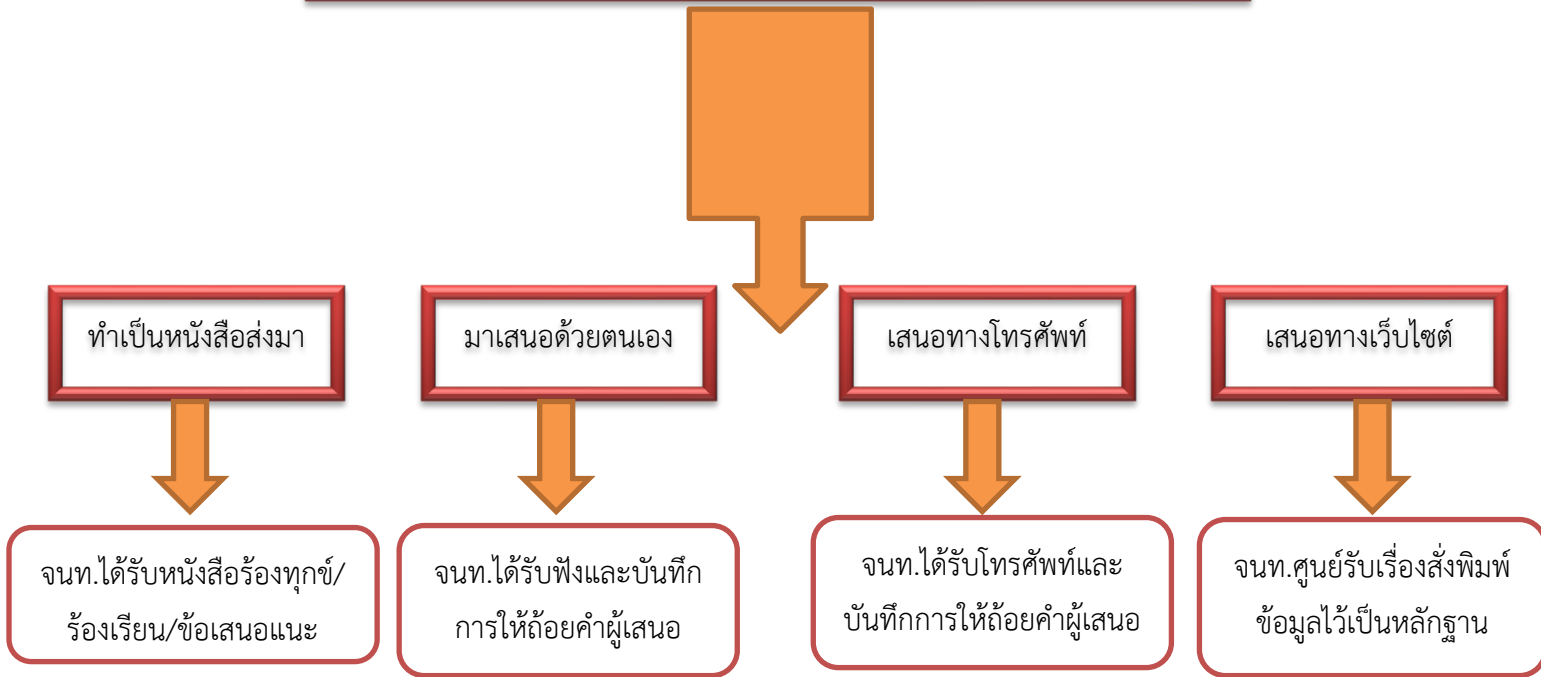 ทำเป็นหนังสือส่งมา
มาเสนอด้วยตนเอง
เสนอทางโทรศัพท์
เสนอทางเว็บไซต์
จนท.ได้รับหนังสือร้องทุกข์/
ร้องเรียน/ข้อเสนอแนะ
จนท.ได้รับฟังและบันทึก
การให้ถ้อยคำผู้เสนอ
จนท.ได้รับโทรศัพท์และ
บันทึกการให้ถ้อยคำผู้เสนอ
จนท.ศูนย์รับเรื่องสั่งพิมพ์
ข้อมูลไว้เป็นหลักฐาน